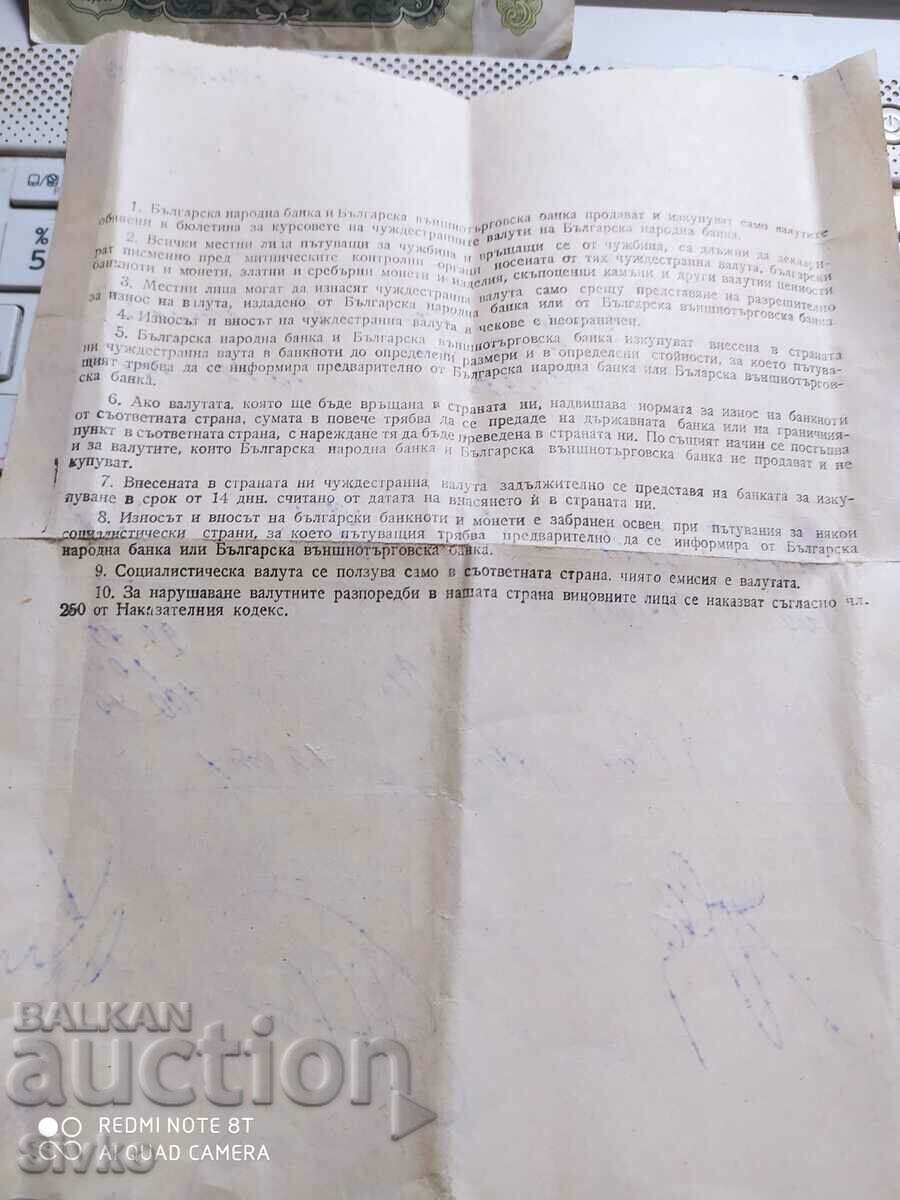 1. Българска народна банка и Българска външнотърговска банка продават и изкупуват само валутите
обявени в бюлетина за курсовете на чуждестранните валути на Българска народна банка.
2. Всички местни лица пътуващи за чужбина и връщащи се от чужбина, са длъжни да деклари-
рат писменно пред митническите контролни органи носената от тях чуждестранна валута, български
банкноти и монети, златни и сребърни монети и изделия, скъпоценни камъни и други валутни ценности
3. Местни лица могат да изнасят чуждестранна валута само срещу представяне на разрешително
за износ на валута, издадено от Българска народна банка или от Българска външнотърговска банка.
4. Износът и вносът на чуждестранна валута и чекове е неограничен.
5. Българска народна банка и Българска външнотърговска банка изкупуват внесена в страната
ни чуждестранна ваута в банкноти до определени размери и в определени стойности, за което пътува-
щият трябва да се информира предварително от Българска народна банка или Бъларска външнотъргов-
ска банка.
6. Ако валутата, която ще бъде връщана в страната ни, надвишава нормата за износ на банкноти
от съответната страна, сумата в повече трябва да се предаде на държавната банка или на граничния-
пункт в съответната страна, с нареждане тя да бъде преведена в страната ни. По същият начин се постъпва
и за валутите, които Българска народна банка и Българска външнотърговска банка не продават и не
купуват.
7. Внесената в страната ни чуждестранна валута задължително се представя на банката за изку-
пуване в срок от 14 дни. считано от датата на внасянето ѝ в страната ни.
8. Износът и вносът на български банкноти и монети е забранен освен при пътувания за някои
социалистически страни, за което пътуващия трябва предварително да се информира от Българска
народна банка или Българска външнотърговска банка.
9. Социалистическа валута се ползува само в съответната страна, чиято емисия е валутата.
10. За нарушаване валутните разпоредби в нашата страна виновните лица се наказват съгласно чл.
250 от Наказателния кодекс.
BALKAN
auction
REDMI NOTE 8T
AI QUAD CAMERA
Sivko
%
5